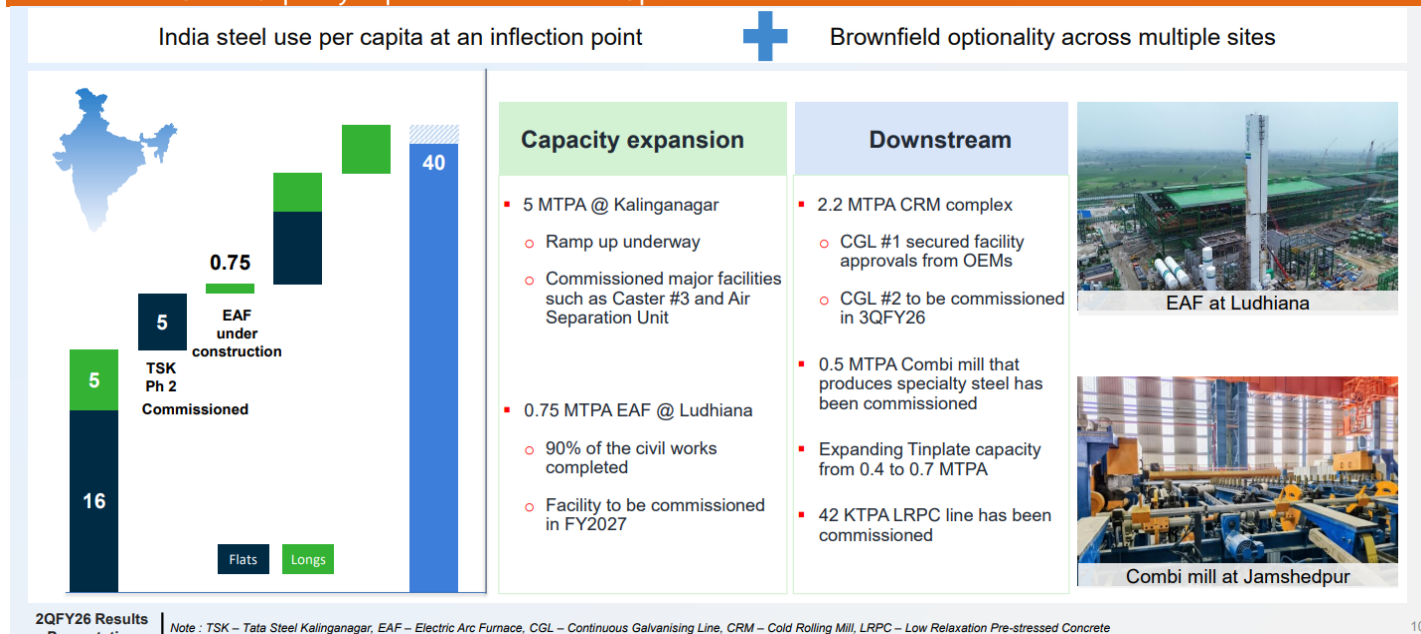 India steel use per capita at an inflection point
Brownfield optionality across multiple sites
40
0.75
5
EAF
under
construction
TSK
Ph 2
Commissioned
5
16
Flats
Longs
Capacity expansion
5 MTPA @ Kalinganagar
Ramp up underway
Commissioned major facilities
such as Caster #3 and Air
Separation Unit
0.75 MTPA EAF @ Ludhiana
90% of the civil works
completed
Facility to be commissioned
in FY2027
Downstream
2.2 MTPA CRM complex
CGL #1 secured facility
approvals from OEMs
CGL #2 to be commissioned
in 3QFY26
0.5 MTPA Combi mill that
produces specialty steel has
been commissioned
Expanding Tinplate capacity
from 0.4 to 0.7 MTPA
42 KTPA LRPC line has been
commissioned
EAF at Ludhiana
Combi mill at Jamshedpur
2QFY26 Results
Note : TSK – Tata Steel Kalinganagar, EAF – Electric Arc Furnace, CGL – Continuous Galvanising Line, CRM – Cold Rolling Mill, LRPC – Low Relaxation Pre-stressed Concrete